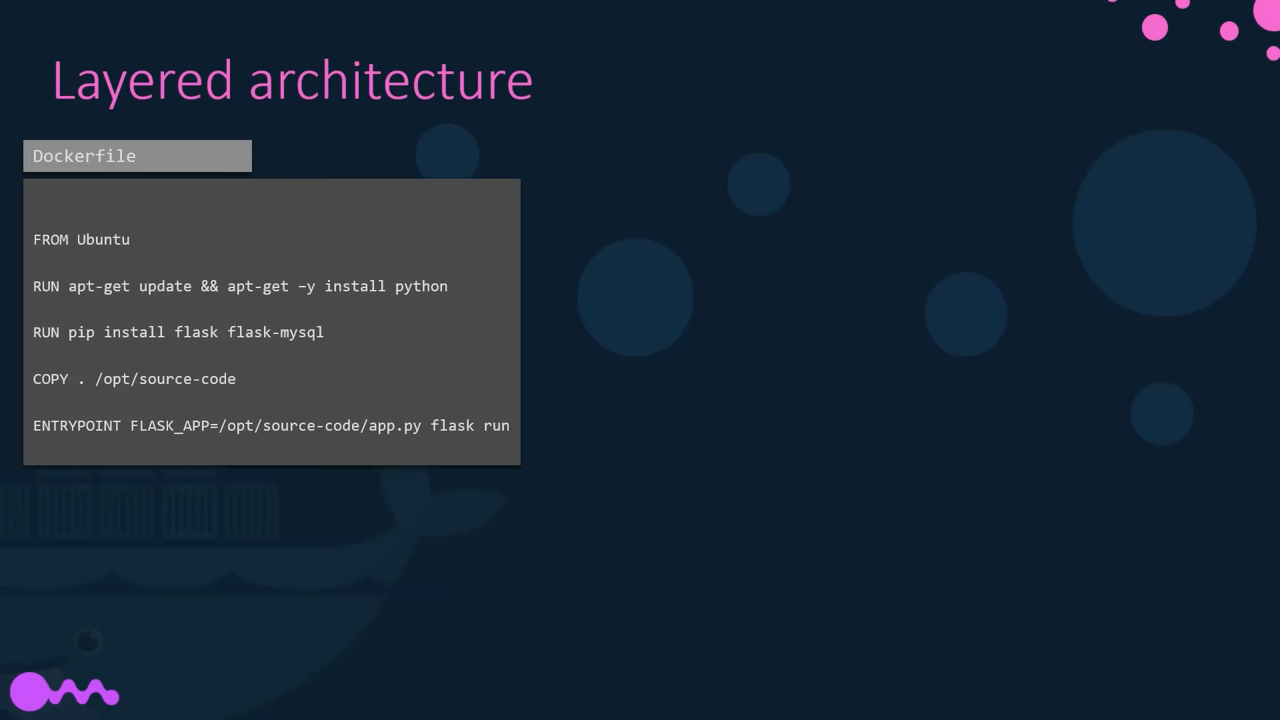 Layered architecture
Dockerfile
FROM Ubuntu
RUN apt-get update && apt-get –y install python
RUN pip install flask flask-mysql
COPY . /opt/source-code
ENTRYPOINT FLASK_APP=/opt/source-code/app.py flask run